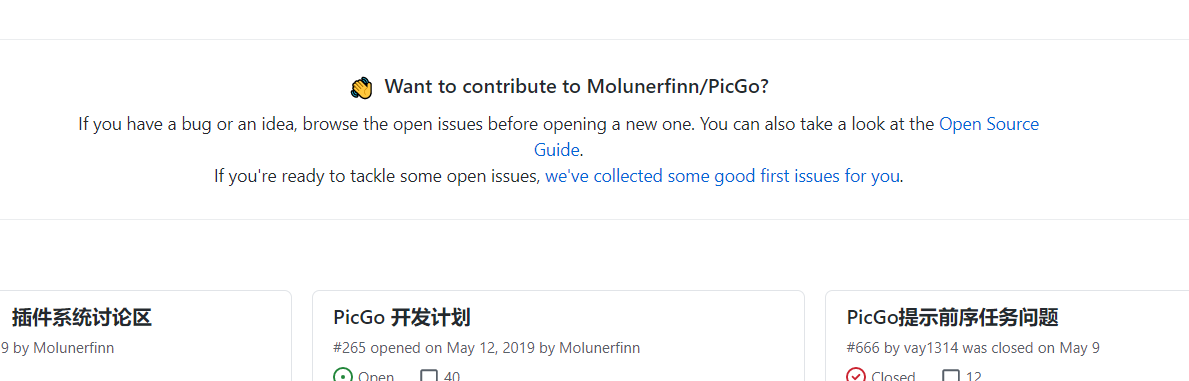 Want to contribute to Molunerfinn/PicGo?
If you have a bug or an idea, browse the open issues before opening a new one. You can also take a look at the Open Source
Guide.
If you're ready to tackle some open issues, we've collected some good first issues for you.
插件系统讨论区
9 by Molunerfinn
PicGo 开发计划
#265 opened on May 12, 2019 by Molunerfinn
Open 40
PicGo提示前序任务问题
#666 by vay1314 was closed on May 9
Closed 12